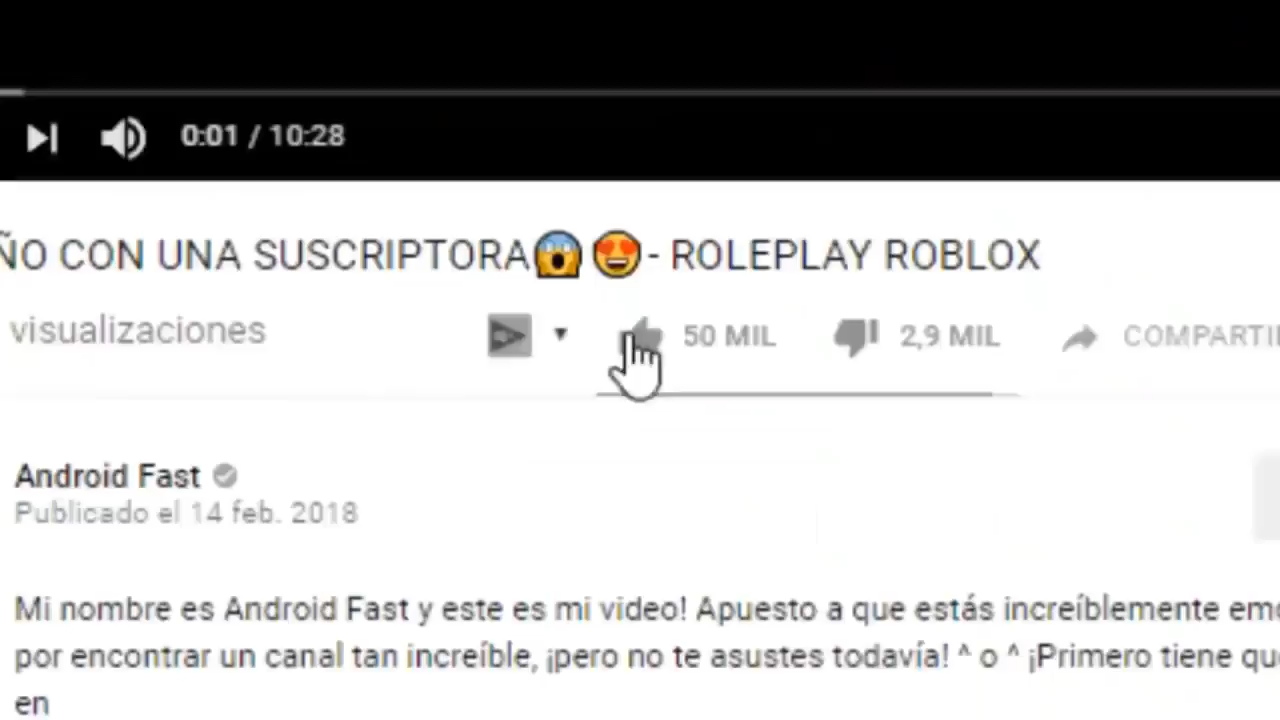 0:01 / 10:28
ÑO CON UNA SUSCRIPTORA😱😍- ROLEPLAY ROBLOX
visualizaciones
50 MIL
2,9 MIL
COMPARTI
Android Fast
Publicado el 14 feb. 2018
Mi nombre es Android Fast y este es mi video! Apuesto a que estás increíblemente em
por encontrar un canal tan increíble, ¡pero no te asustes todavía! ^ o ^ ¡Primero tiene qu
en